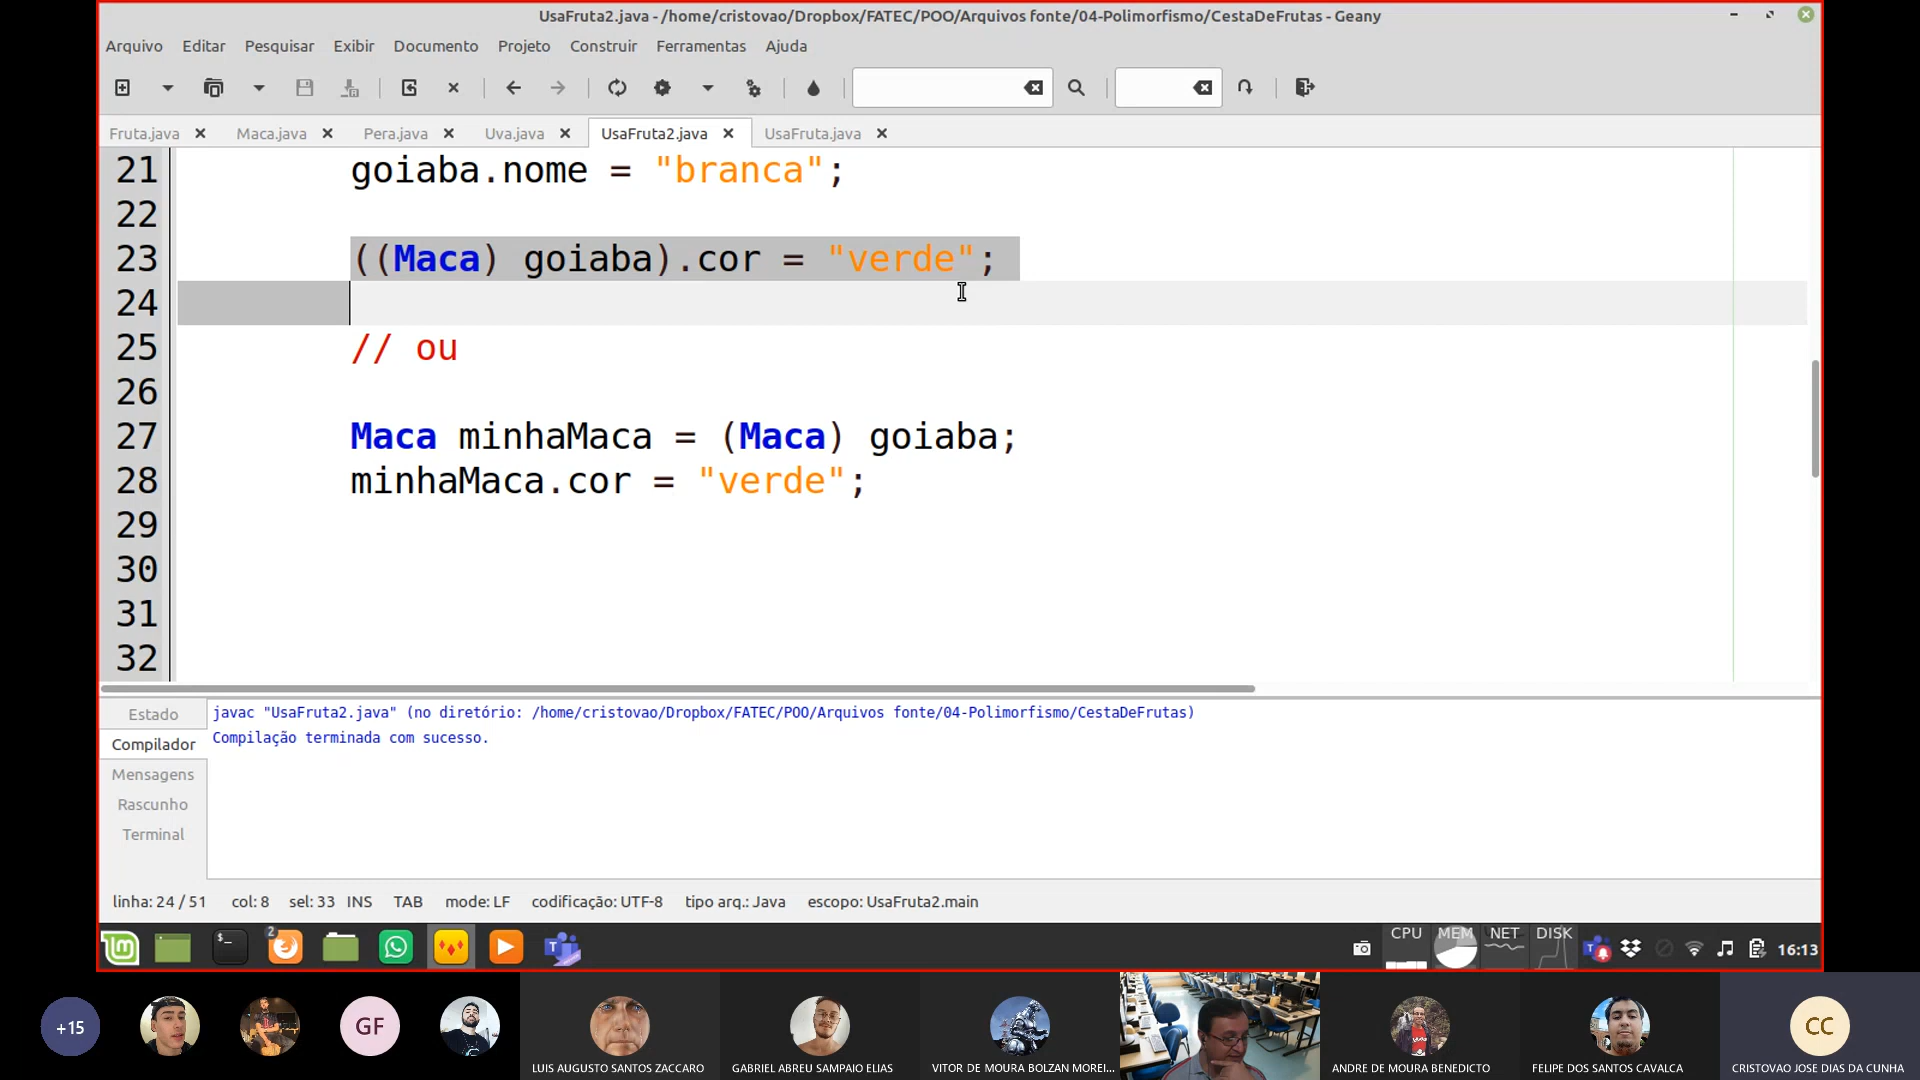 UsaFruta2.java - /home/cristovao/Dropbox/FATEC/POO/Arquivos fonte/04-Polimorfismo/CestaDeFrutas - Geany
Arquivo Editar Pesquisar Exibir Documento Projeto Construir Ferramentas Ajuda
Fruta.java Maca.java Pera.java Uva.java UsaFruta2.java UsaFruta.java
21 goiaba.nome = "branca";
22
23 ((Maca) goiaba).cor = "verde";
24
25 // ou
26
27 Maca minhaMaca = (Maca) goiaba;
28 minhaMaca.cor = "verde";
29
30
31
32
Estado
Compilador
Mensagens
Rascunho
Terminal
javac "UsaFruta2.java" (no diretório: /home/cristovao/Dropbox/FATEC/POO/Arquivos fonte/04-Polimorfismo/CestaDeFrutas)
Compilação terminada com sucesso.
linha: 24 / 51 col: 8 sel: 33 INS TAB mode: LF codificação: UTF-8 tipo arq.: Java escopo: UsaFruta2.main
2 CPU MEM NET DISK 16:13
+15 GF CC
LUIS AUGUSTO SANTOS ZACCARO GABRIEL ABREU SAMPAIO ELIAS VITOR DE MOURA BOLZAN MOREI... ANDRE DE MOURA BENEDICTO FELIPE DOS SANTOS CAVALCA CRISTOVAO JOSE DIAS DA CUNHA